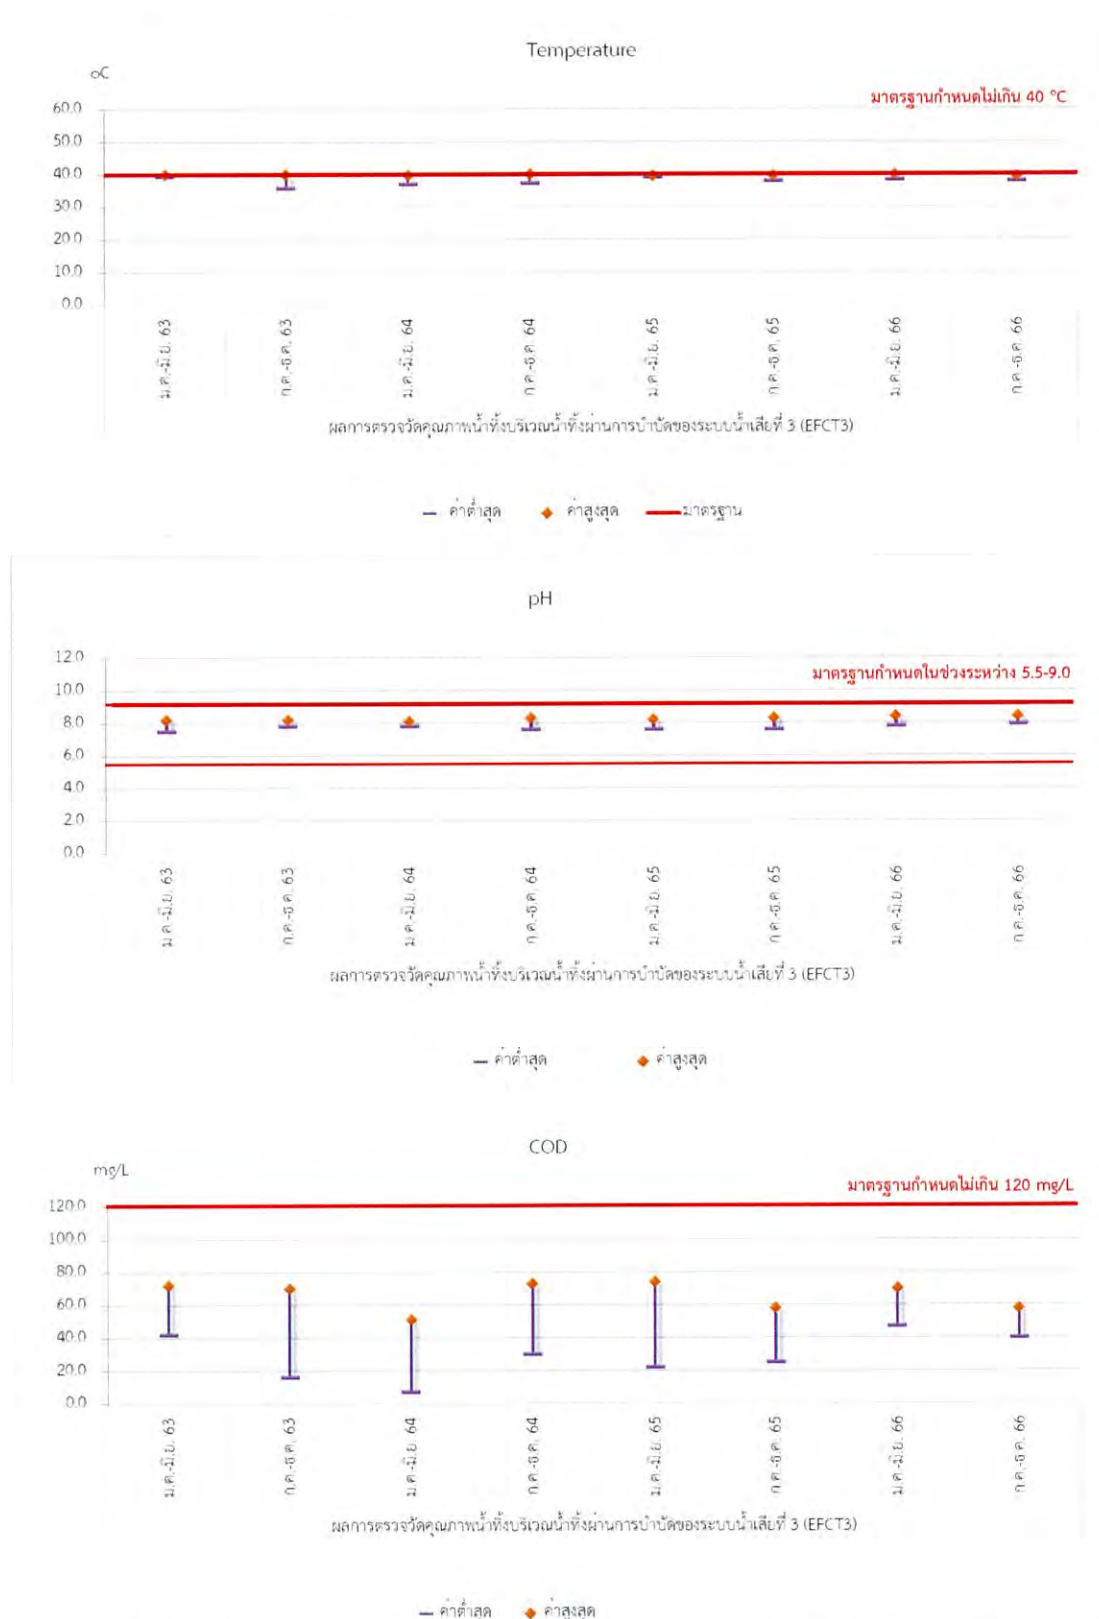 Temperature
oC
มาตรฐานกำหนดไม่เกิน 40 °C
60.0
50.0
40.0
30.0
20.0
10.0
0.0
ม.ค.-มิ.ย. 63
ก.ค.-ธ.ค. 63
ม.ค.-มิ.ย. 64
ก.ค.-ธ.ค. 64
ม.ค.-มิ.ย. 65
ก.ค.-ธ.ค. 65
ม.ค.-มิ.ย. 66
ก.ค.-ธ.ค. 66
ผลการตรวจวัดคุณภาพน้ำทิ้งบริเวณน้ำทิ้งผ่านการบำบัดของระบบน้ำเสียที่ 3 (EFCT3)
ค่าต่ำสุด ค่าสูงสุด มาตรฐาน
pH
มาตรฐานกำหนดในช่วงระหว่าง 5.5-9.0
12.0
10.0
8.0
6.0
4.0
2.0
0.0
ม.ค.-มิ.ย. 63
ก.ค.-ธ.ค. 63
ม.ค.-มิ.ย. 64
ก.ค.-ธ.ค. 64
ม.ค.-มิ.ย. 65
ก.ค.-ธ.ค. 65
ม.ค.-มิ.ย. 66
ก.ค.-ธ.ค. 66
ผลการตรวจวัดคุณภาพน้ำทิ้งบริเวณน้ำทิ้งผ่านการบำบัดของระบบน้ำเสียที่ 3 (EFCT3)
ค่าต่ำสุด ค่าสูงสุด
COD
mg/L
มาตรฐานกำหนดไม่เกิน 120 mg/L
120.0
100.0
80.0
60.0
40.0
20.0
0.0
ม.ค.-มิ.ย. 63
ก.ค.-ธ.ค. 63
ม.ค.-มิ.ย. 64
ก.ค.-ธ.ค. 64
ม.ค.-มิ.ย. 65
ก.ค.-ธ.ค. 65
ม.ค.-มิ.ย. 66
ก.ค.-ธ.ค. 66
ผลการตรวจวัดคุณภาพน้ำทิ้งบริเวณน้ำทิ้งผ่านการบำบัดของระบบน้ำเสียที่ 3 (EFCT3)
ค่าต่ำสุด ค่าสูงสุด